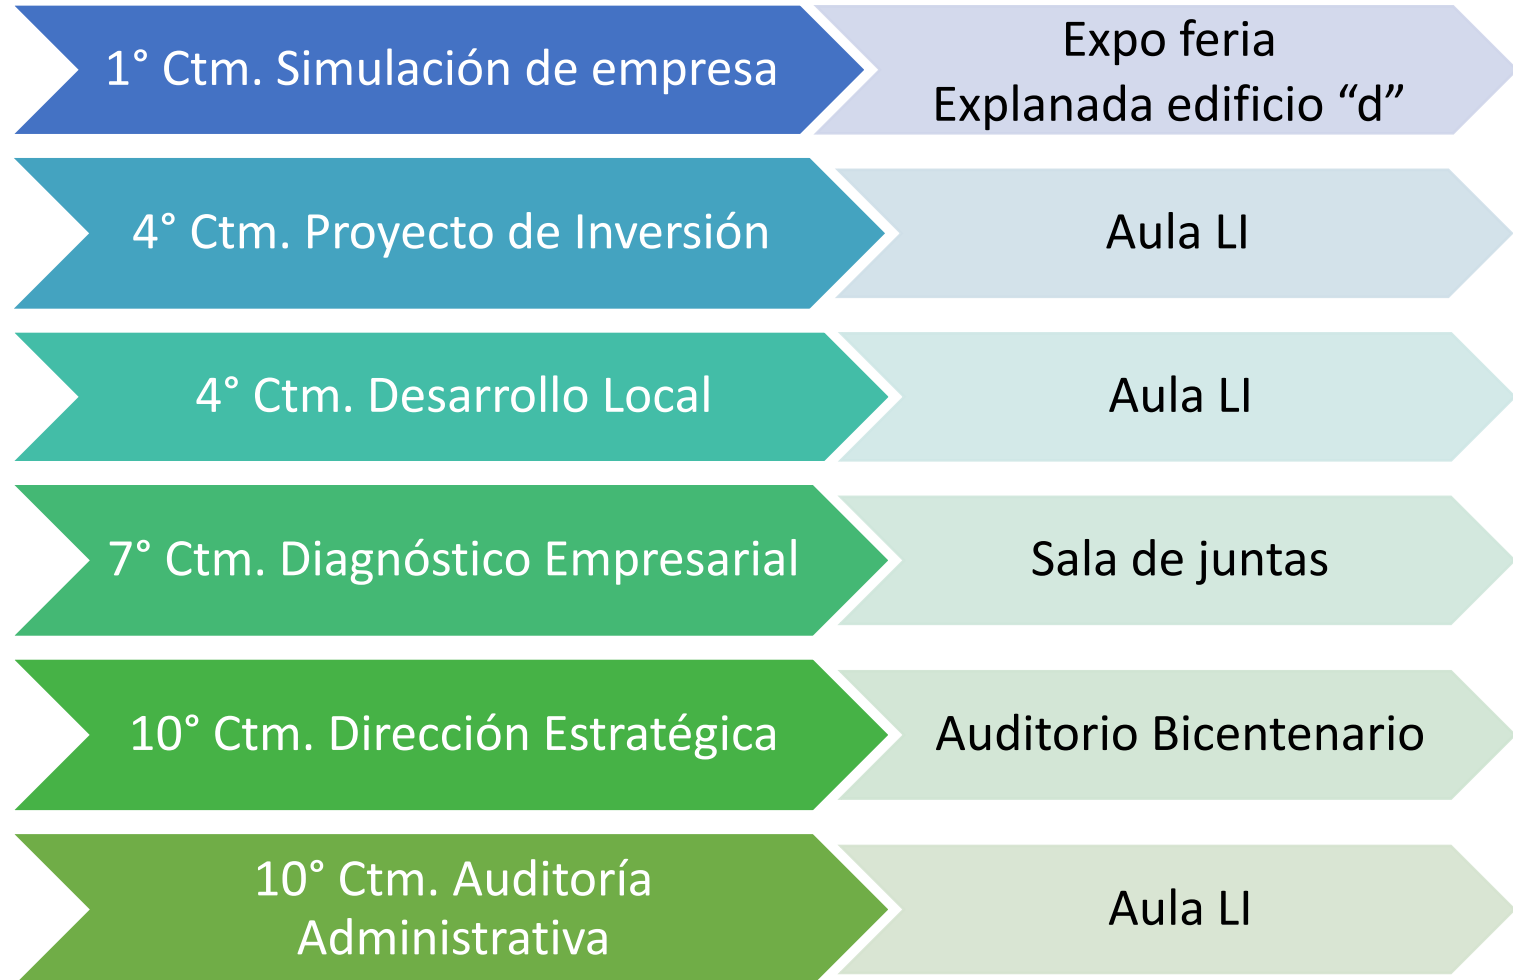 1° Ctm. Simulación de empresa
Expo feria
Explanada edificio “d”
4° Ctm. Proyecto de Inversión
Aula LI
4° Ctm. Desarrollo Local
Aula LI
7° Ctm. Diagnóstico Empresarial
Sala de juntas
10° Ctm. Dirección Estratégica
Auditorio Bicentenario
10° Ctm. Auditoría
Administrativa
Aula LI